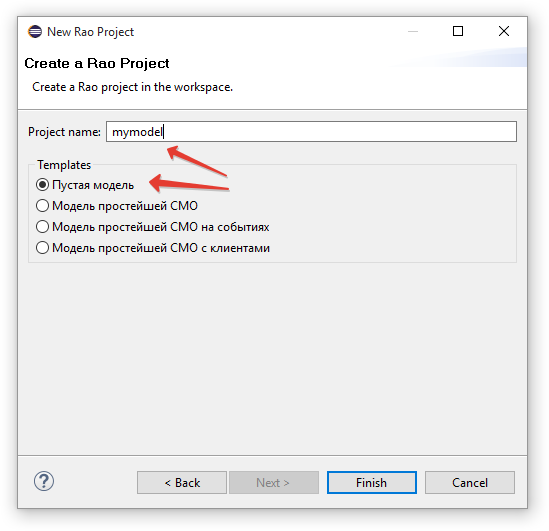 New Rao Project
Create a Rao Project
Create a Rao project in the workspace.
Project name: mymodel
Templates
Пустая модель
Модель простейшей СМО
Модель простейшей СМО на событиях
Модель простейшей СМО с клиентами
? < Back Next > Finish Cancel